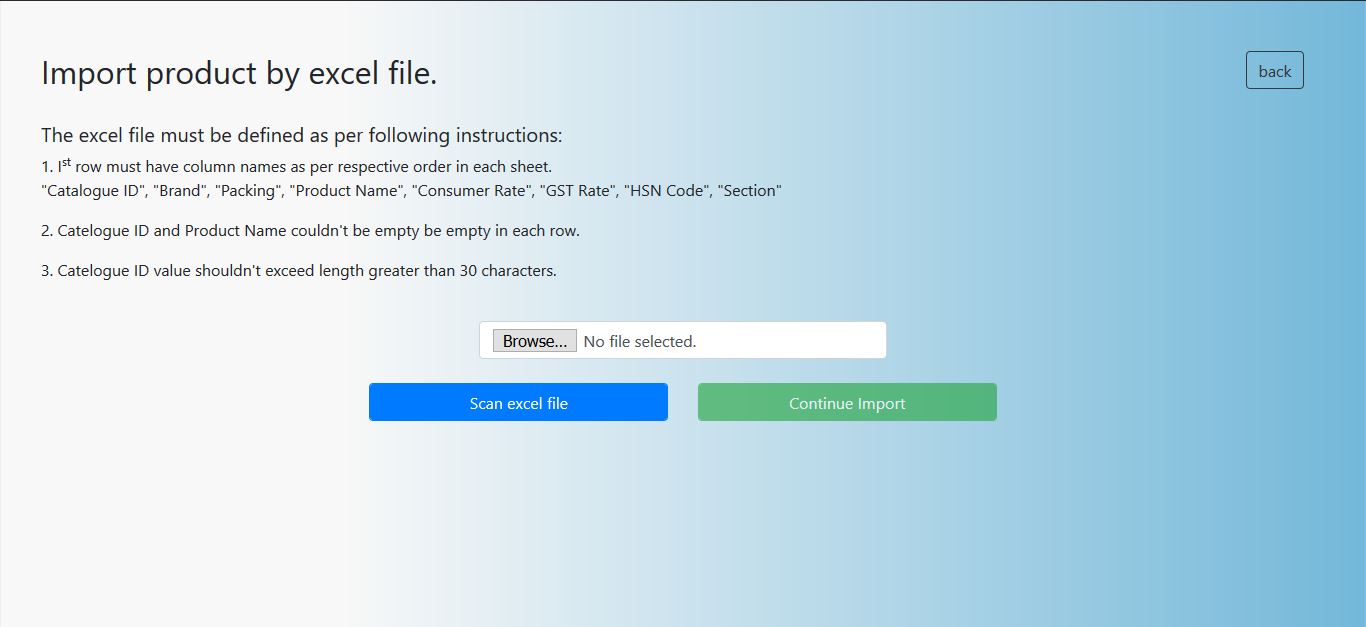 Import product by excel file.
back
The excel file must be defined as per following instructions:
1. Ist row must have column names as per respective order in each sheet.
"Catalogue ID", "Brand", "Packing", "Product Name", "Consumer Rate", "GST Rate", "HSN Code", "Section"
2. Catelogue ID and Product Name couldn't be empty be empty in each row.
3. Catelogue ID value shouldn't exceed length greater than 30 characters.
Browse... No file selected.
Scan excel file
Continue Import